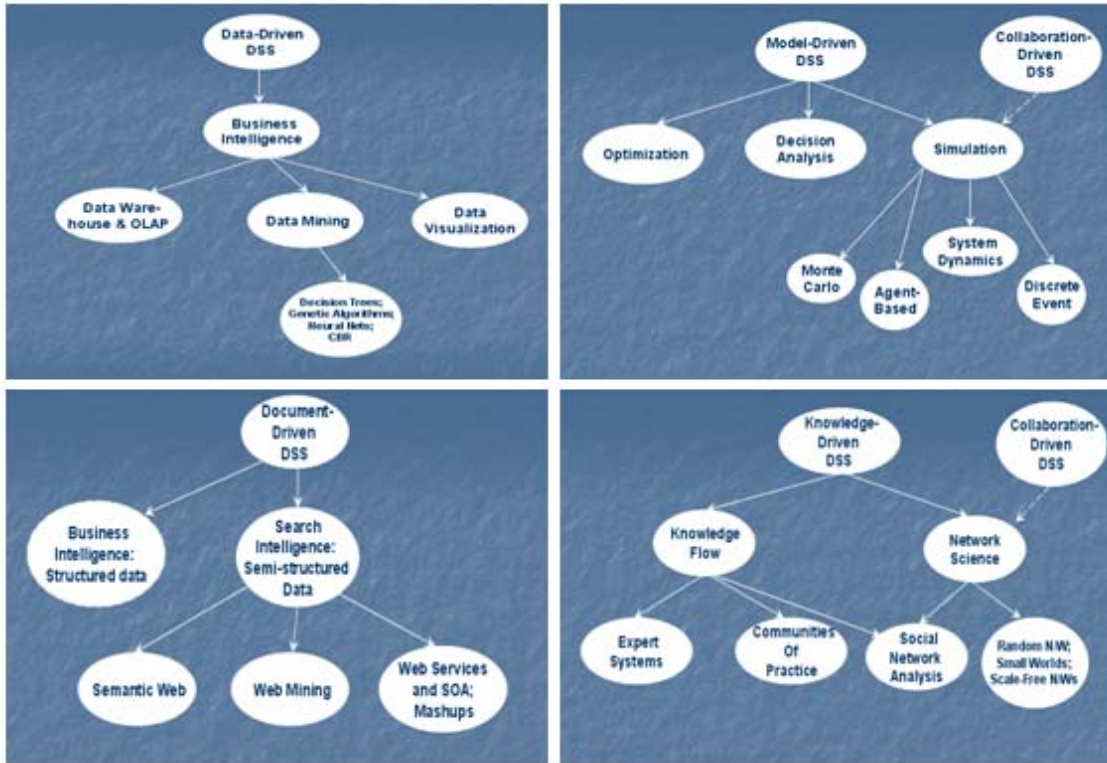 Data-Driven
DSS
Business
Intelligence
Data Ware-
house & OLAP
Data Mining
Data
Visualization
Decision Trees;
Genetic Algorithms;
Neural Nets;
CBR
Model-Driven
DSS
Collaboration-
Driven
DSS
Optimization
Decision
Analysis
Simulation
Monte
Carlo
Agent-
Based
System
Dynamics
Discrete
Event
Document-
Driven
DSS
Business
Intelligence:
Structured data
Search
Intelligence:
Semi-structured
Data
Semantic Web
Web Mining
Web Services
and SOA;
Mashups
Knowledge-
Driven
DSS
Collaboration-
Driven
DSS
Knowledge
Flow
Network
Science
Expert
Systems
Communities
Of
Practice
Social
Network
Analysis
Random N/W;
Small Worlds;
Scale-Free N/Ws